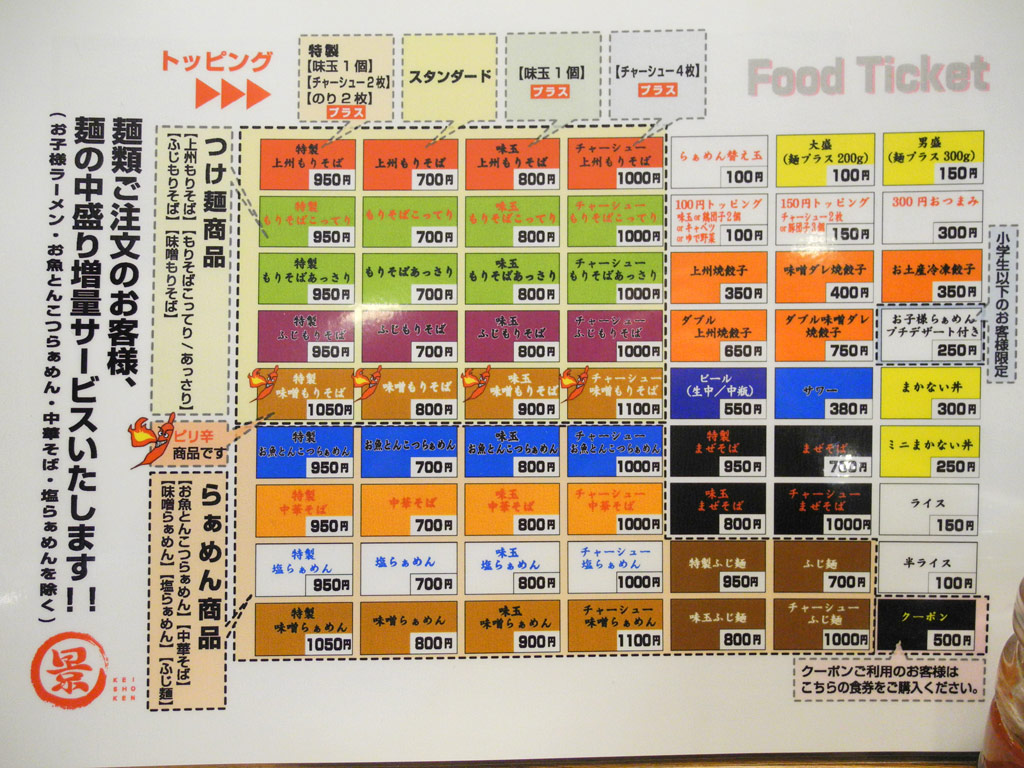 トッピング
特製
【味玉1個】
【チャーシュー2枚】
【のり2枚】
プラス
スタンダード
【味玉1個】
プラス
【チャーシュー4枚】
プラス
Food Ticket
麺類ご注文のお客様、
麺の中盛り増量サービスいたします!!
(お子様ラーメン・お魚とんこつらぁめん・中華そば・塩らぁめんを除く)
つけ麺商品
【上州もりそば】【もりそばこってり/あっさり】
【ふじもりそば】【味噌もりそば】
ピリ辛
商品です
らぁめん商品
【お魚とんこつらぁめん】【中華そば】
【味噌らぁめん】【塩らぁめん】【ふじ麺】
景
KEI
SHO
KEN
特製
上州もりそば
950円
上州もりそば
700円
味玉
上州もりそば
800円
チャーシュー
上州もりそば
1000円
らぁめん替え玉
100円
大盛
(麺プラス200g)
100円
男盛
(麺プラス300g)
150円
特製
もりそばこってり
950円
もりそばこってり
700円
味玉
もりそばこってり
800円
チャーシュー
もりそばこってり
1000円
100円トッピング
味玉or鶏団子2個
orキャベツ
orゆで野菜
100円
150円トッピング
チャーシュー2枚
or豚団子3個
150円
300円おつまみ
300円
特製
もりそばあっさり
950円
もりそばあっさり
700円
味玉
もりそばあっさり
800円
チャーシュー
もりそばあっさり
1000円
上州焼餃子
350円
味噌ダレ焼餃子
400円
お土産冷凍餃子
350円
特製
ふじもりそば
950円
ふじもりそば
700円
味玉
ふじもりそば
800円
チャーシュー
ふじもりそば
1000円
ダブル
上州焼餃子
650円
ダブル味噌ダレ
焼餃子
750円
お子様らぁめん
プチデザート付き
250円
小学生以下のお客様限定
特製
味噌もりそば
1050円
味噌もりそば
800円
味玉
味噌もりそば
900円
チャーシュー
味噌もりそば
1100円
ビール
(生中/中瓶)
550円
サワー
380円
まかない丼
300円
特製
お魚とんこつらぁめん
950円
お魚とんこつらぁめん
700円
味玉
お魚とんこつらぁめん
800円
チャーシュー
お魚とんこつらぁめん
1000円
特製
まぜそば
950円
まぜそば
700円
ミニまかない丼
250円
特製
中華そば
950円
中華そば
700円
味玉
中華そば
800円
チャーシュー
中華そば
1000円
味玉
まぜそば
800円
チャーシュー
まぜそば
1000円
ライス
150円
特製
塩らぁめん
950円
塩らぁめん
700円
味玉
塩らぁめん
800円
チャーシュー
塩らぁめん
1000円
特製ふじ麺
900円
ふじ麺
700円
半ライス
100円
特製
味噌らぁめん
1050円
味噌らぁめん
800円
味玉
味噌らぁめん
900円
チャーシュー
味噌らぁめん
1100円
味玉ふじ麺
800円
チャーシュー
ふじ麺
1000円
クーポン
500円
クーポンご利用のお客様は
こちらの食券をご購入ください。